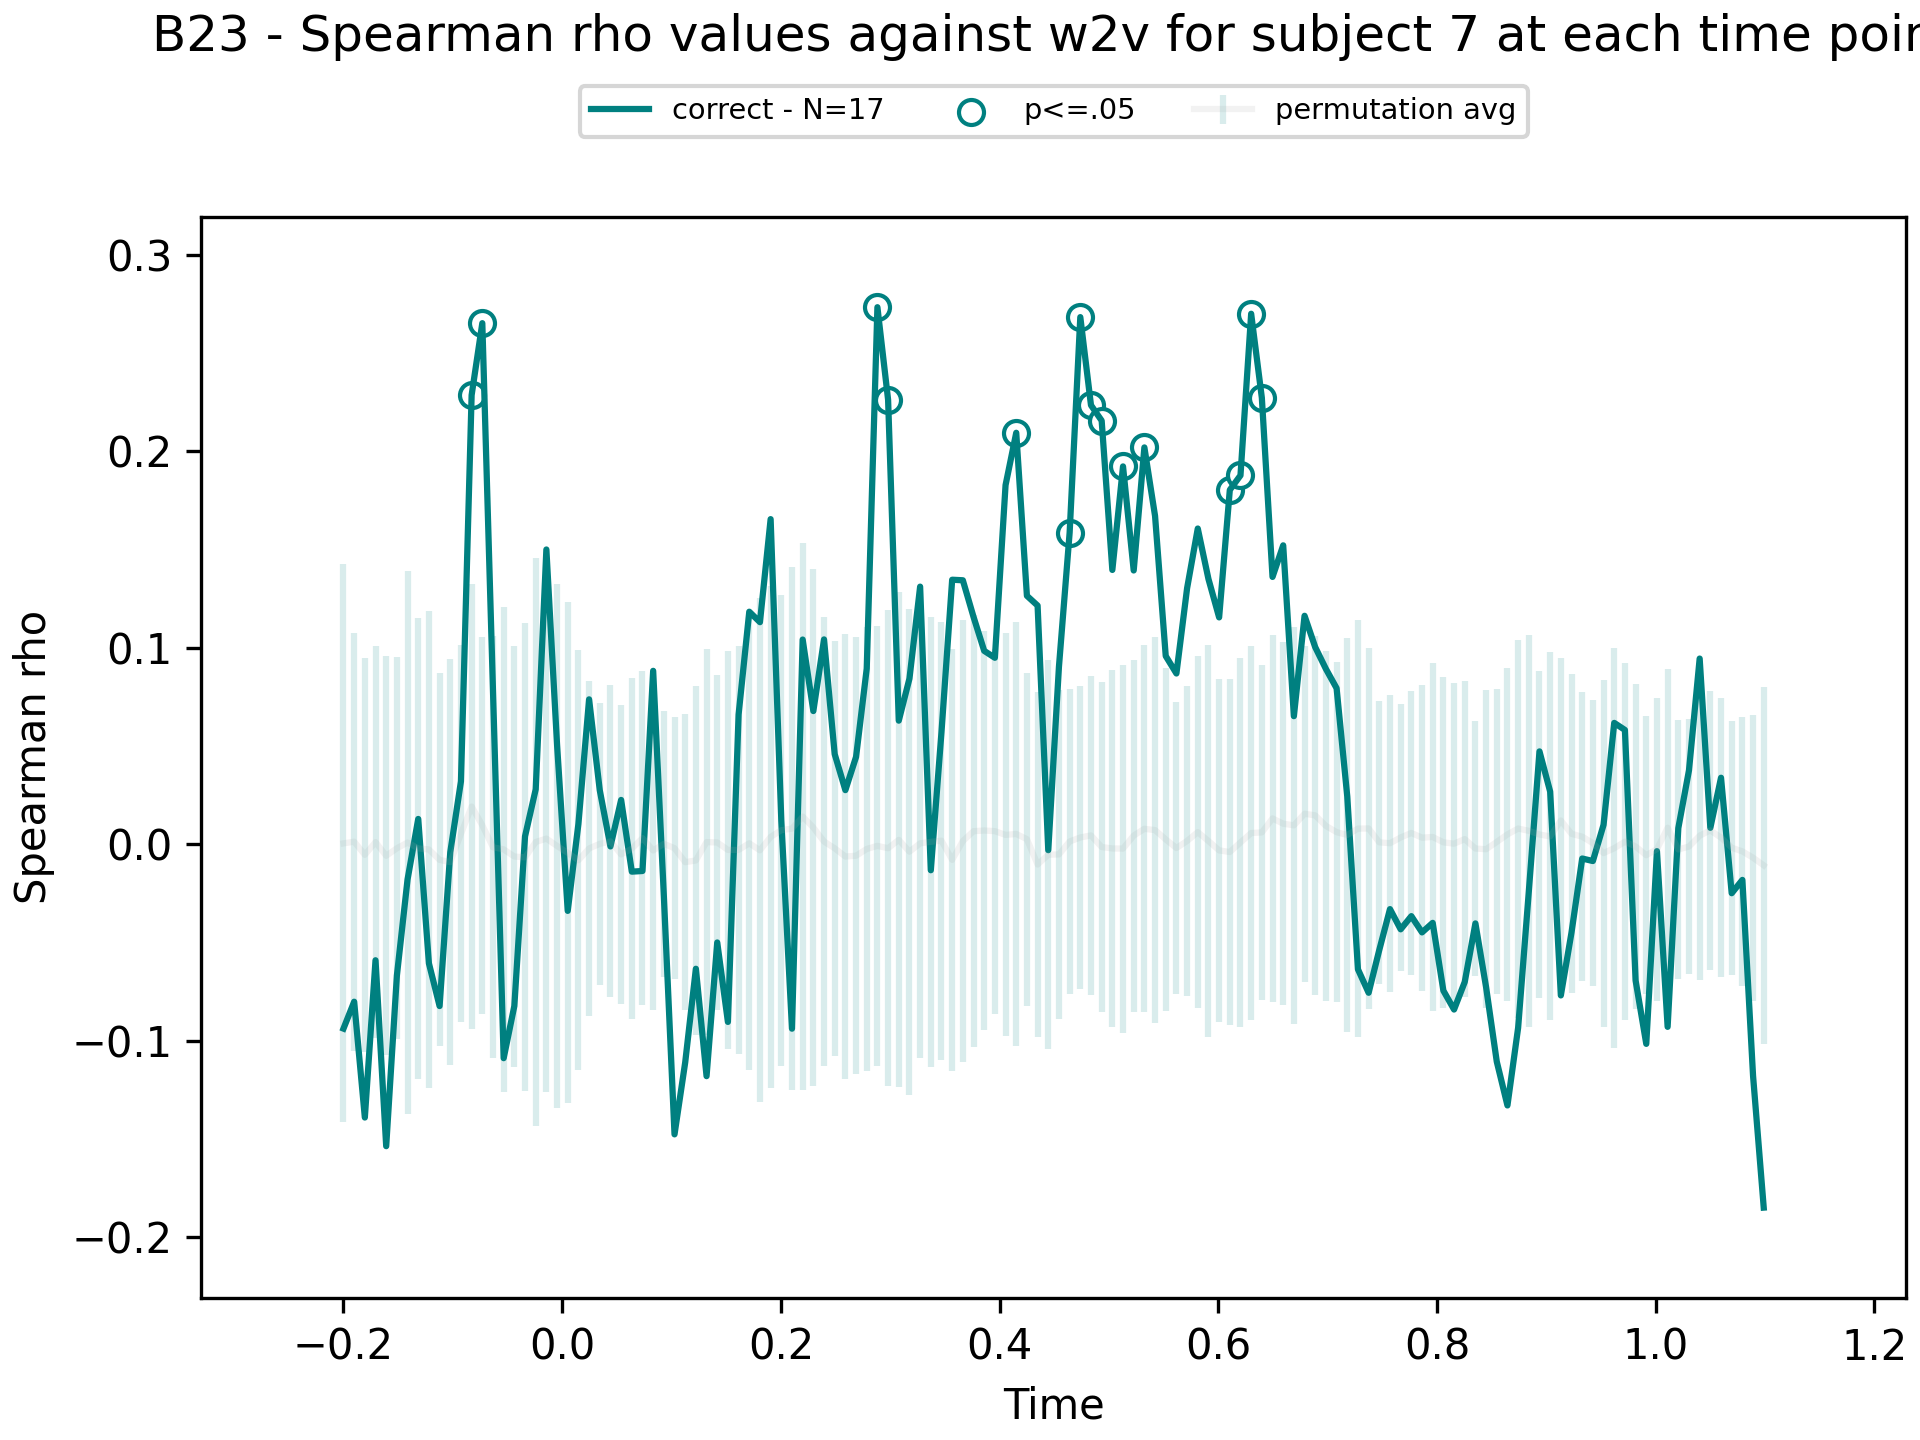 B23 - Spearman rho values against w2v for subject 7 at each time poin
correct - N=17 p<=.05 permutation avg
0.3
0.2
0.1
0.0
−0.1
−0.2
Spearman rho
−0.2 0.0 0.2 0.4 0.6 0.8 1.0 1.2
Time